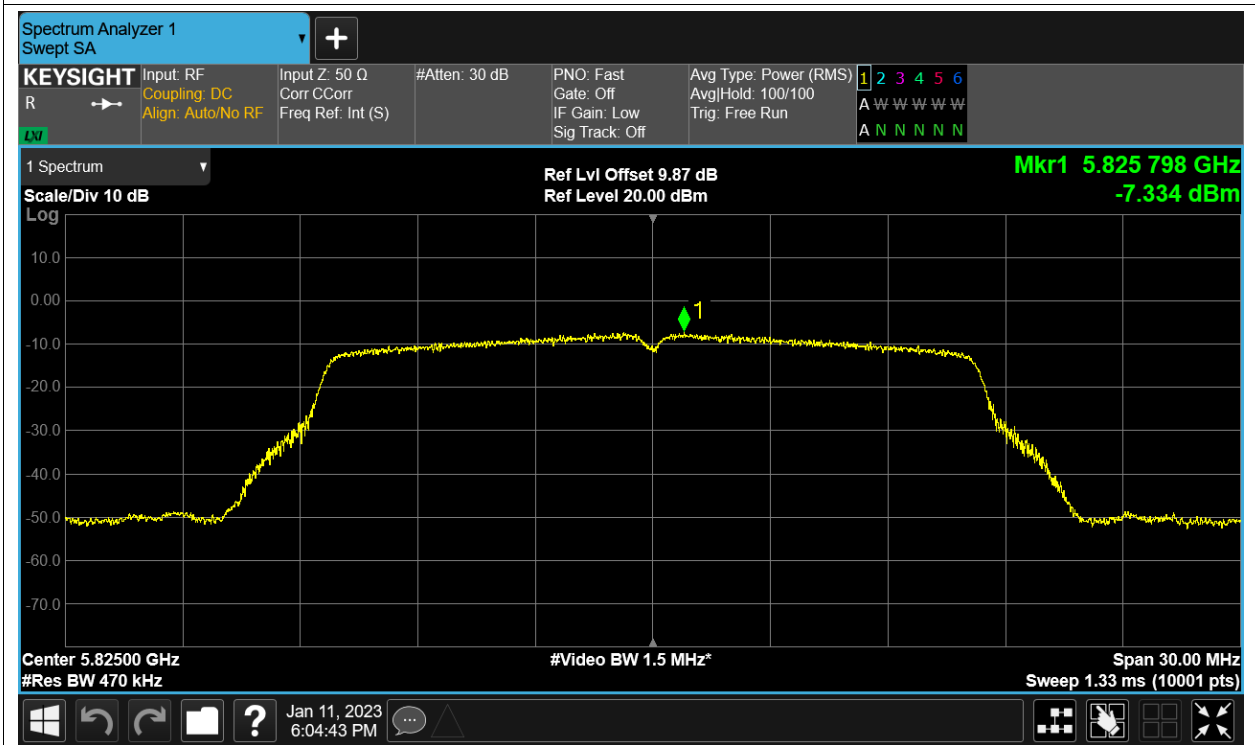 Spectrum Analyzer 1
Swept SA
KEYSIGHT
R
LXI
Input: RF
Coupling: DC
Align: Auto/No RF
Input Z: 50 Ω
Corr CCorr
Freq Ref: Int (S)
#Atten: 30 dB
PNO: Fast
Gate: Off
IF Gain: Low
Sig Track: Off
Avg Type: Power (RMS)
Avg|Hold: 100/100
Trig: Free Run
1 2 3 4 5 6
A W W W W W
A N N N N N
1 Spectrum
Scale/Div 10 dB
Log
Ref Lvl Offset 9.87 dB
Ref Level 20.00 dBm
Mkr1 5.825 798 GHz
-7.334 dBm
1
10.0
0.00
-10.0
-20.0
-30.0
-40.0
-50.0
-60.0
-70.0
Center 5.82500 GHz
#Res BW 470 kHz
#Video BW 1.5 MHz*
Span 30.00 MHz
Sweep 1.33 ms (10001 pts)
?
Jan 11, 2023
6:04:43 PM